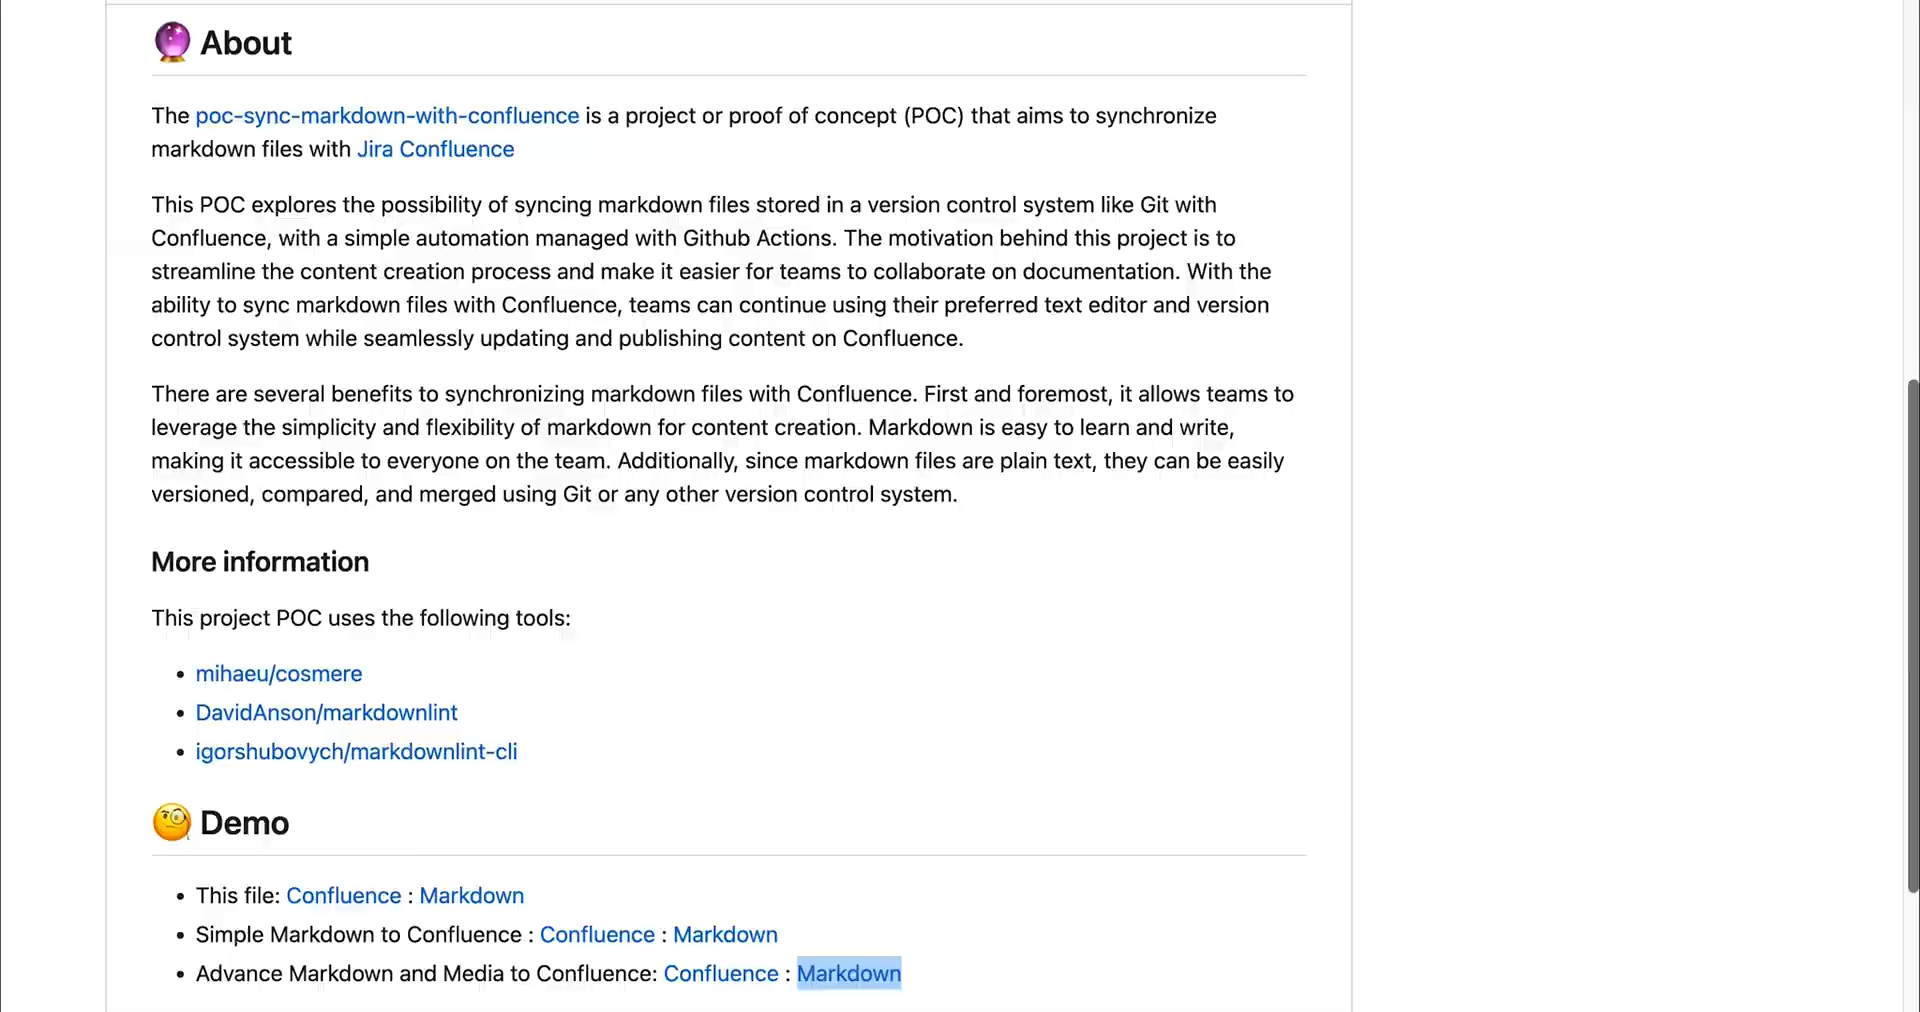 About
The poc-sync-markdown-with-confluence is a project or proof of concept (POC) that aims to synchronize
markdown files with Jira Confluence
This POC explores the possibility of syncing markdown files stored in a version control system like Git with
Confluence, with a simple automation managed with Github Actions. The motivation behind this project is to
streamline the content creation process and make it easier for teams to collaborate on documentation. With the
ability to sync markdown files with Confluence, teams can continue using their preferred text editor and version
control system while seamlessly updating and publishing content on Confluence.
There are several benefits to synchronizing markdown files with Confluence. First and foremost, it allows teams to
leverage the simplicity and flexibility of markdown for content creation. Markdown is easy to learn and write,
making it accessible to everyone on the team. Additionally, since markdown files are plain text, they can be easily
versioned, compared, and merged using Git or any other version control system.
More information
This project POC uses the following tools:
• mihaeu/cosmere
• DavidAnson/markdownlint
• igorshubovych/markdownlint-cli
Demo
• This file: Confluence : Markdown
• Simple Markdown to Confluence : Confluence : Markdown
• Advance Markdown and Media to Confluence: Confluence : Markdown